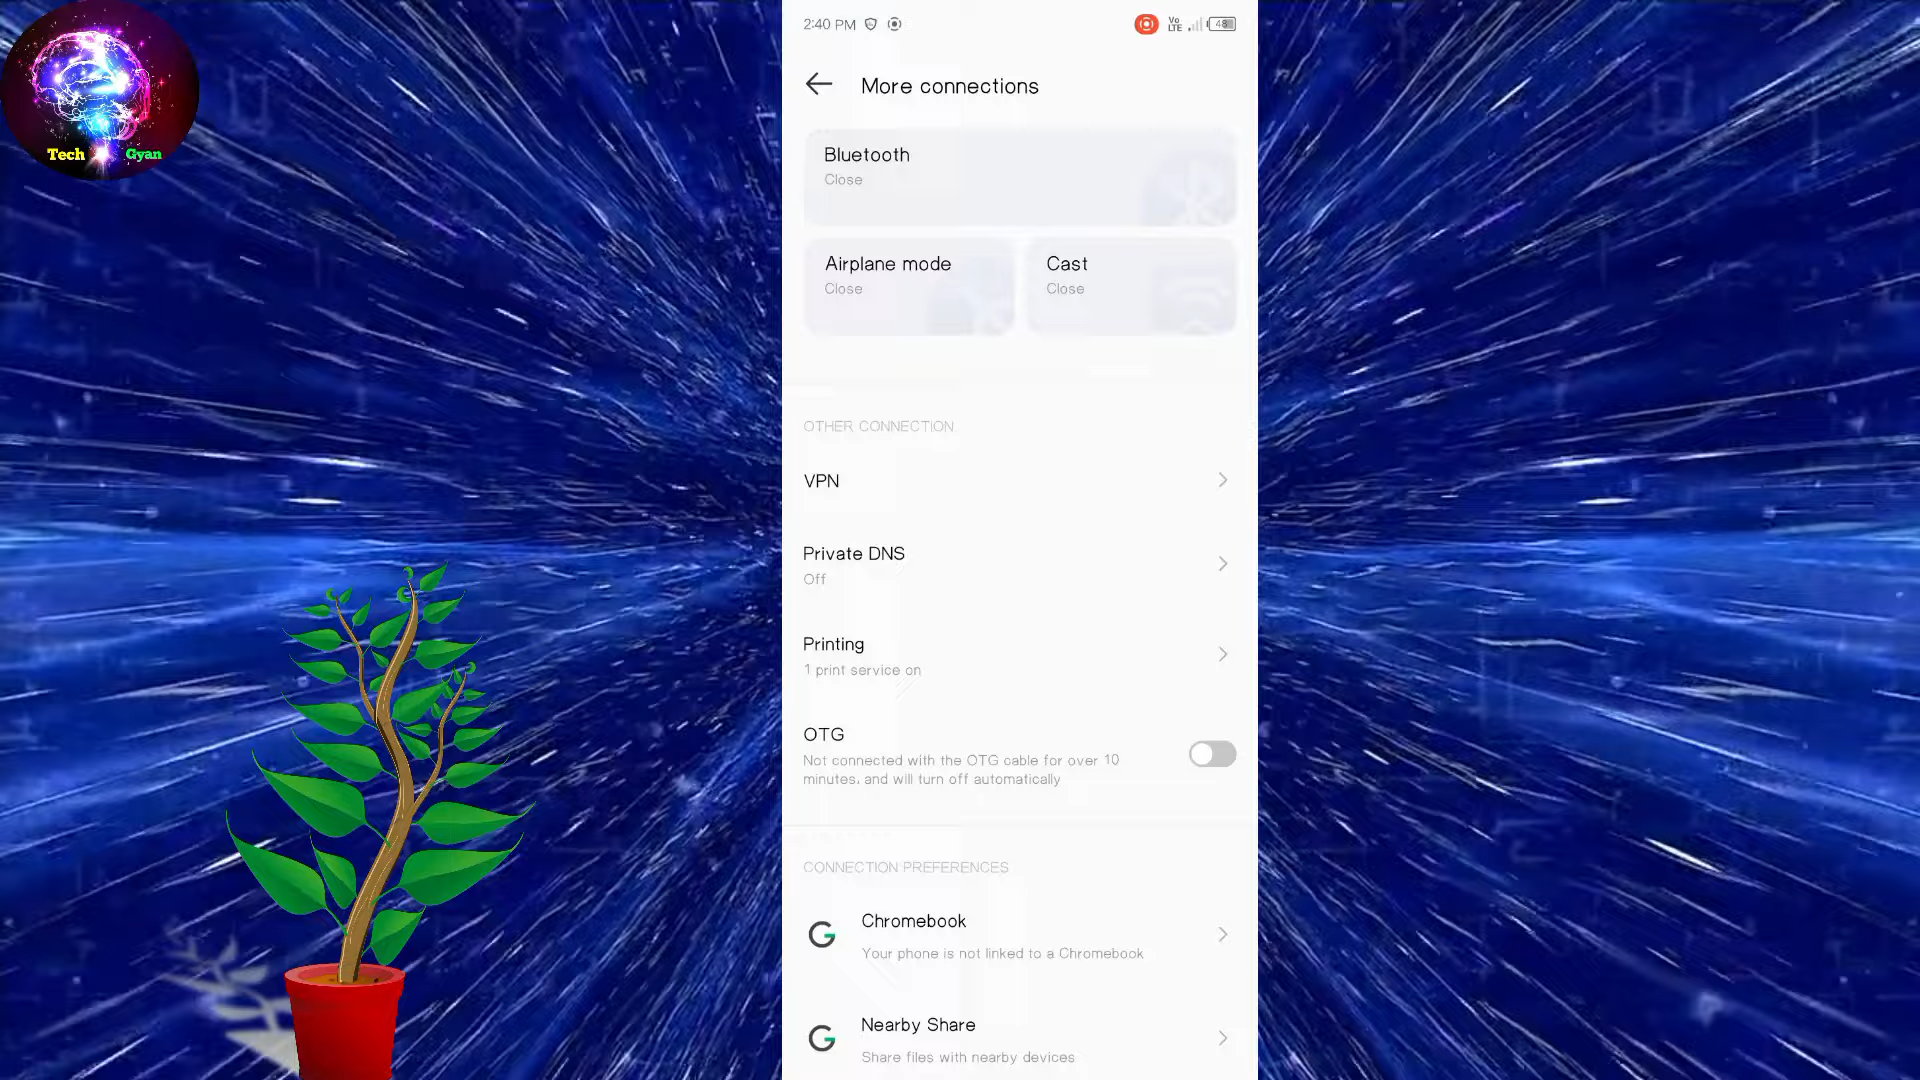 Tech Gyan
2:40 PM
Vo
LTE
48
More connections
Bluetooth
Close
Airplane mode
Close
Cast
Close
OTHER CONNECTION
VPN
Private DNS
Off
Printing
1 print service on
OTG
Not connected with the OTG cable for over 10
minutes, and will turn off automatically
CONNECTION PREFERENCES
Chromebook
Your phone is not linked to a Chromebook
Nearby Share
Share files with nearby devices